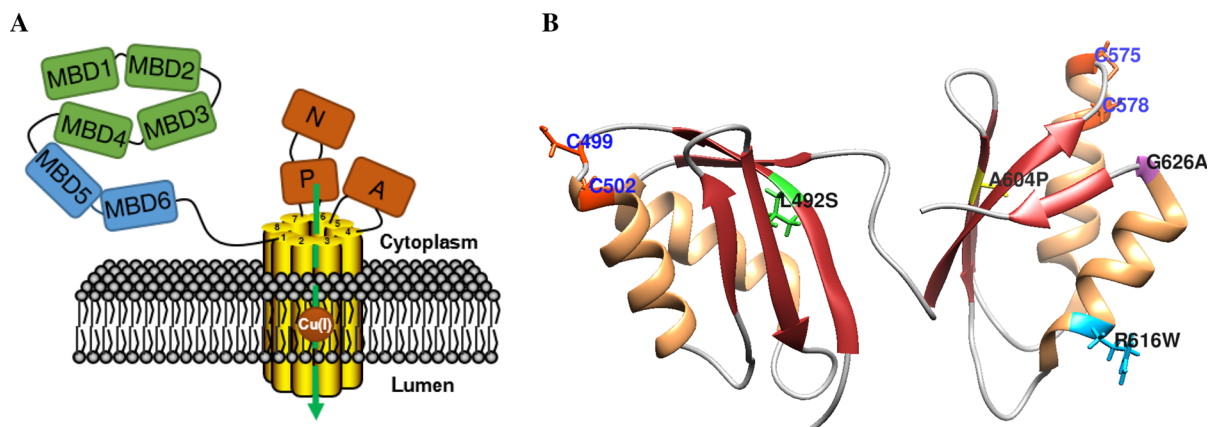 A
B
MBD1
MBD2
MBD4
MBD3
MBD5
MBD6
N
P
A
7
6
8
5
1
2
3
4
Cytoplasm
Cu(I)
Lumen
C499
C502
L492S
C575
C578
G626A
A604P
R616W